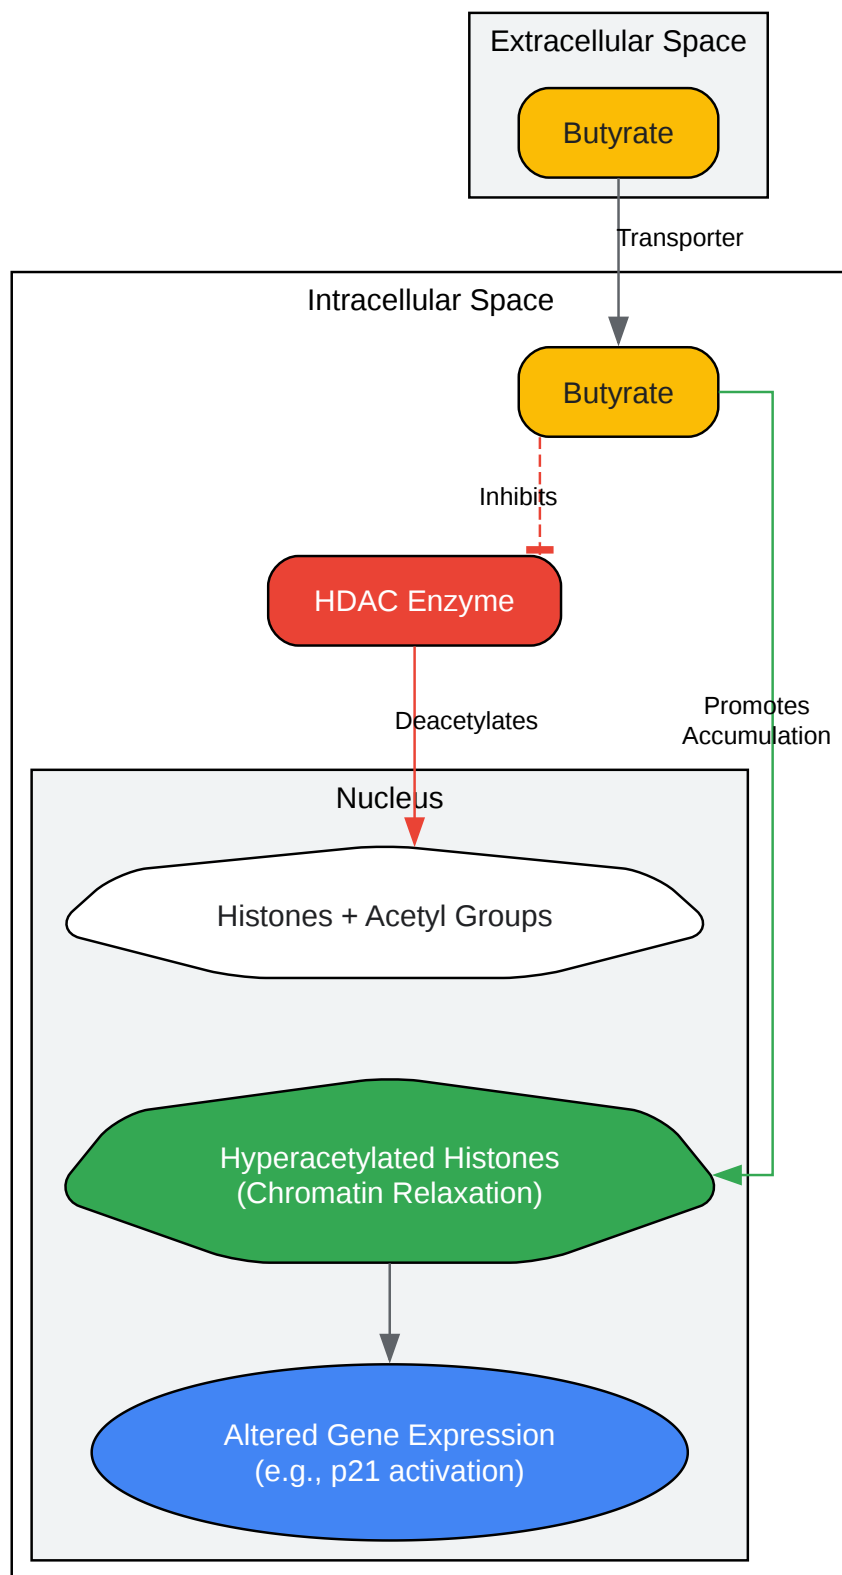 Extracellular Space
Butyrate
Transporter
Intracellular Space
Butyrate
Inhibits
HDAC Enzyme
Deacetylates
Promotes
Accumulation
Nucleus
Histones + Acetyl Groups
Hyperacetylated Histones
(Chromatin Relaxation)
Altered Gene Expression
(e.g., p21 activation)